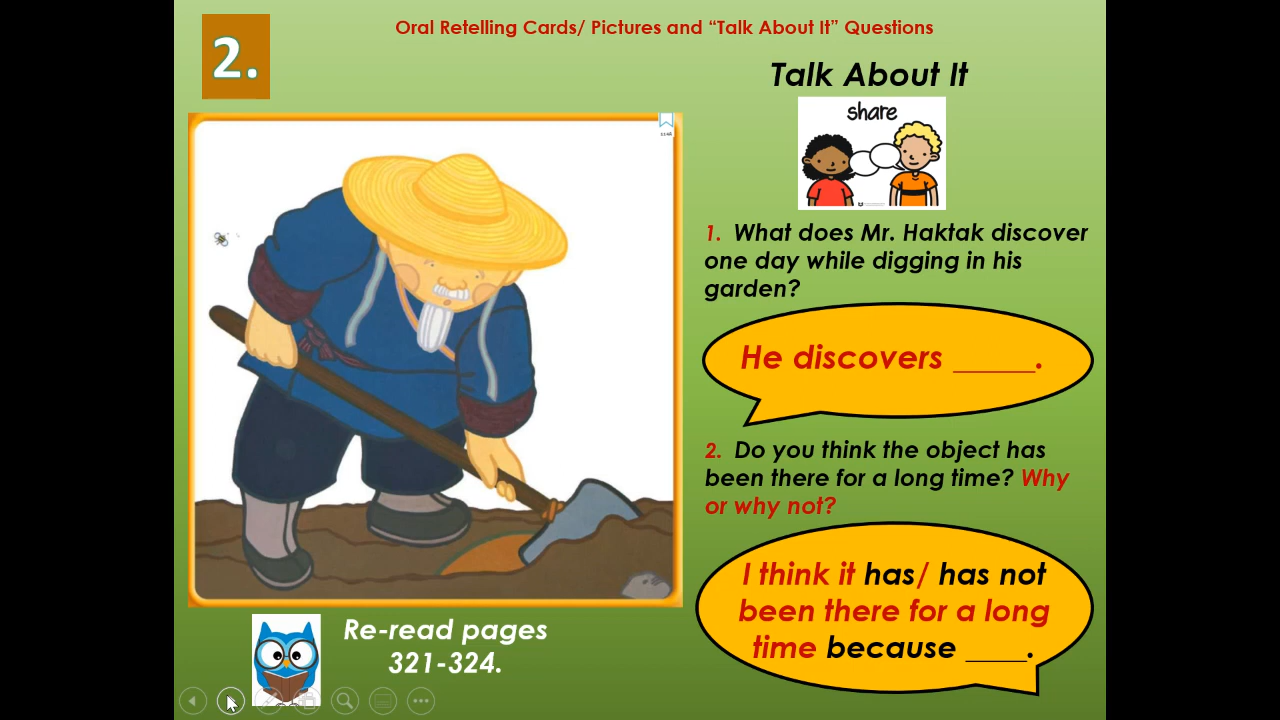 2.
Oral Retelling Cards/ Pictures and “Talk About It” Questions
Talk About It
share
1. What does Mr. Haktak discover
one day while digging in his
garden?
He discovers _____.
2. Do you think the object has
been there for a long time? Why
or why not?
I think it has/ has not
been there for a long
time because ____.
Re-read pages
321-324.